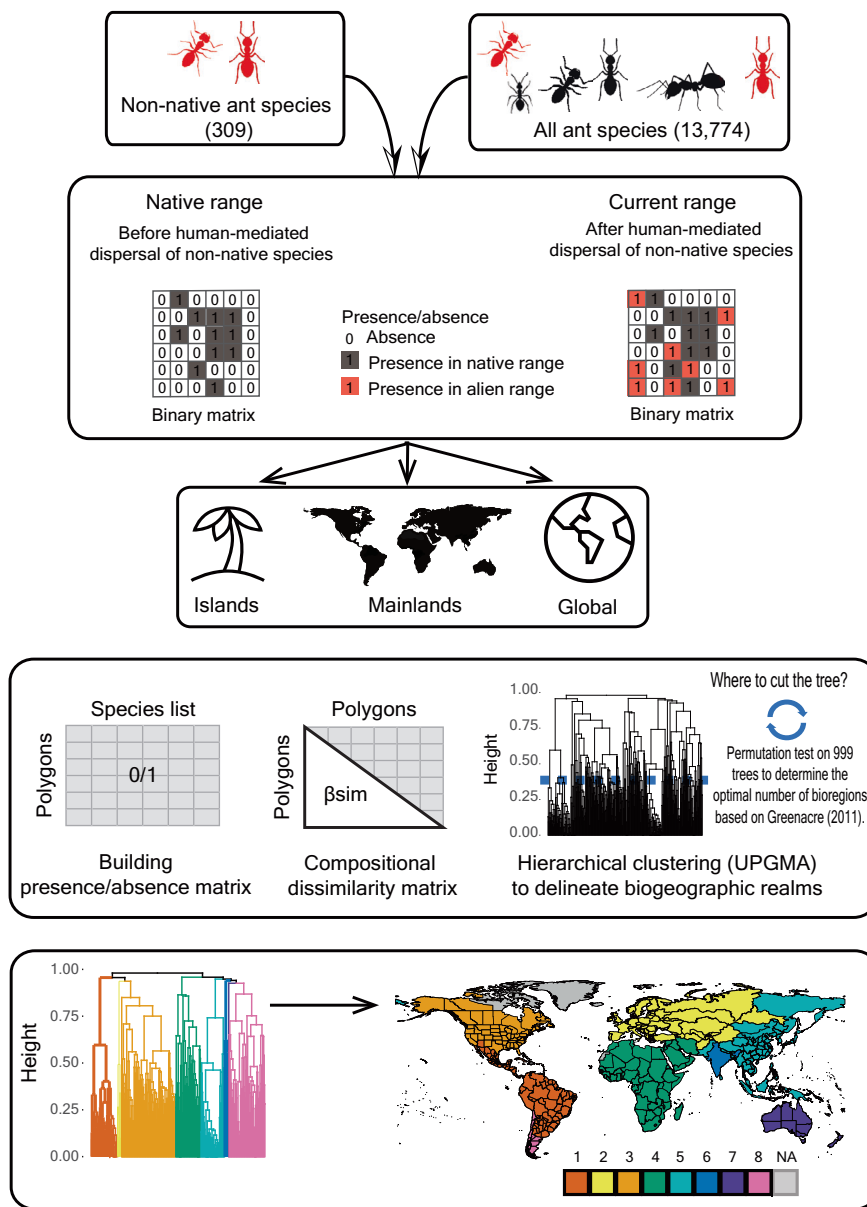 Non-native ant species
(309)
All ant species (13,774)
Native range
Before human-mediated
dispersal of non-native species
0 1 0 0 0 0
0 0 1 1 1 0
0 1 0 1 1 0
0 0 0 1 1 0
0 0 1 0 0 0
0 0 0 1 0 0
Binary matrix
Presence/absence
0 Absence
1 Presence in native range
1 Presence in alien range
Current range
After human-mediated
dispersal of non-native species
1 1 0 0 0 0
0 0 1 1 1 1
0 1 0 1 1 0
0 0 1 1 1 0
1 0 1 1 0 0
1 0 1 1 0 1
Binary matrix
Islands
Mainlands
Global
Species list
Polygons
0/1
Building
presence/absence matrix
Polygons
Polygons
βsim
Compositional
dissimilarity matrix
Height
1.00
0.75
0.50
0.25
0.00
Where to cut the tree?
Permutation test on 999
trees to determine the
optimal number of bioregions
based on Greenacre (2011).
Hierarchical clustering (UPGMA)
to delineate biogeographic realms
Height
1.00
0.75
0.50
0.25
0.00
1 2 3 4 5 6 7 8 NA